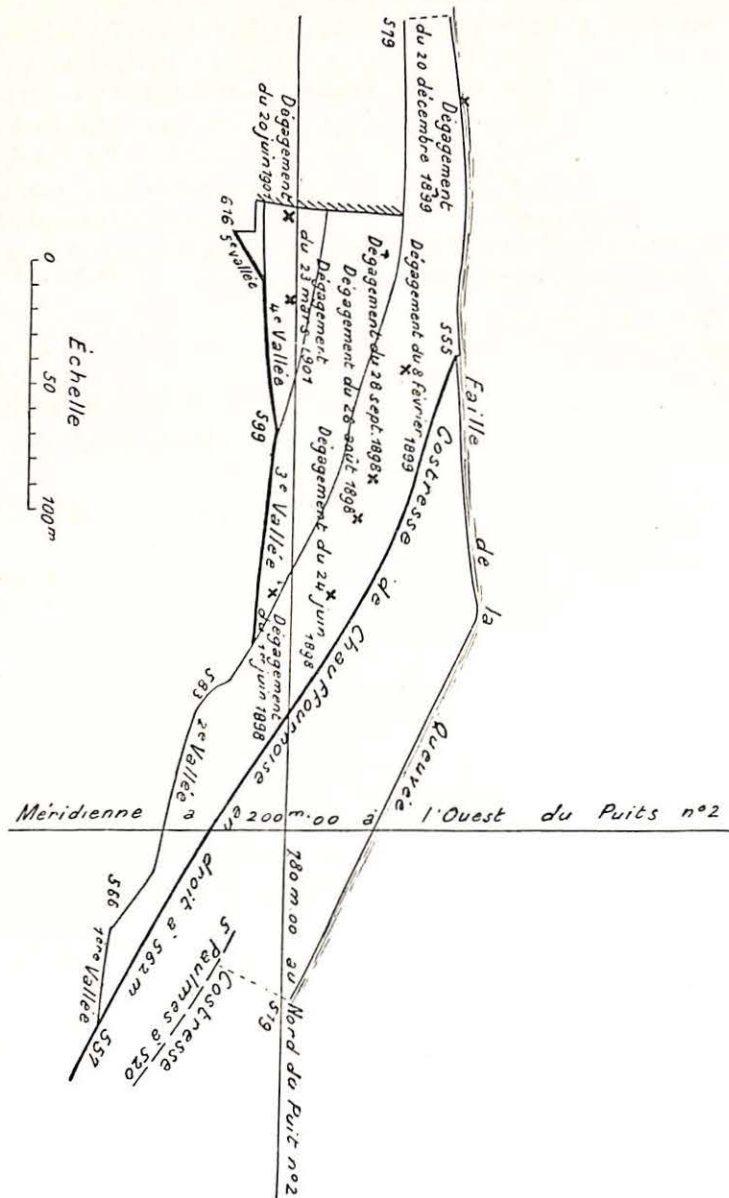 579
Dégagement
du 20 décembre 1899
Dégagement
du 20 juin 1901
616
5e vallée
Dégagement du 8 février 1899
555
Dégagement du 28 sept. 1898
Dégagement du 26 août 1898
Dégagement
du 23 mars 1901
4e Vallée
599
Faille de la Queuvée
Costresse de Chauffournoise
droit à 562 m
Dégagement du 24 juin
1898
3e Vallée
Dégagement
du 1er juin 1898
583
2e Vallée
Méridienne à 200 m.00 à l'Ouest du Puits n°2
780 m.00 au Nord du Puit n°2
566
1ère Vallée
557
Costresse
5 Paulmes à 520
519
Échelle
0 50 100m